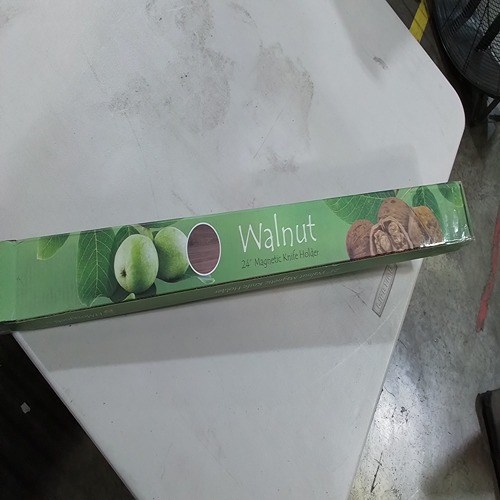 Walnut
24" Magnetic Knife Holder